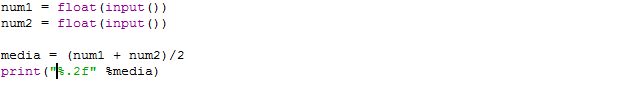 num1 = float(input())
num2 = float(input())

media = (num1 + num2)/2
print("%.2f" %media)